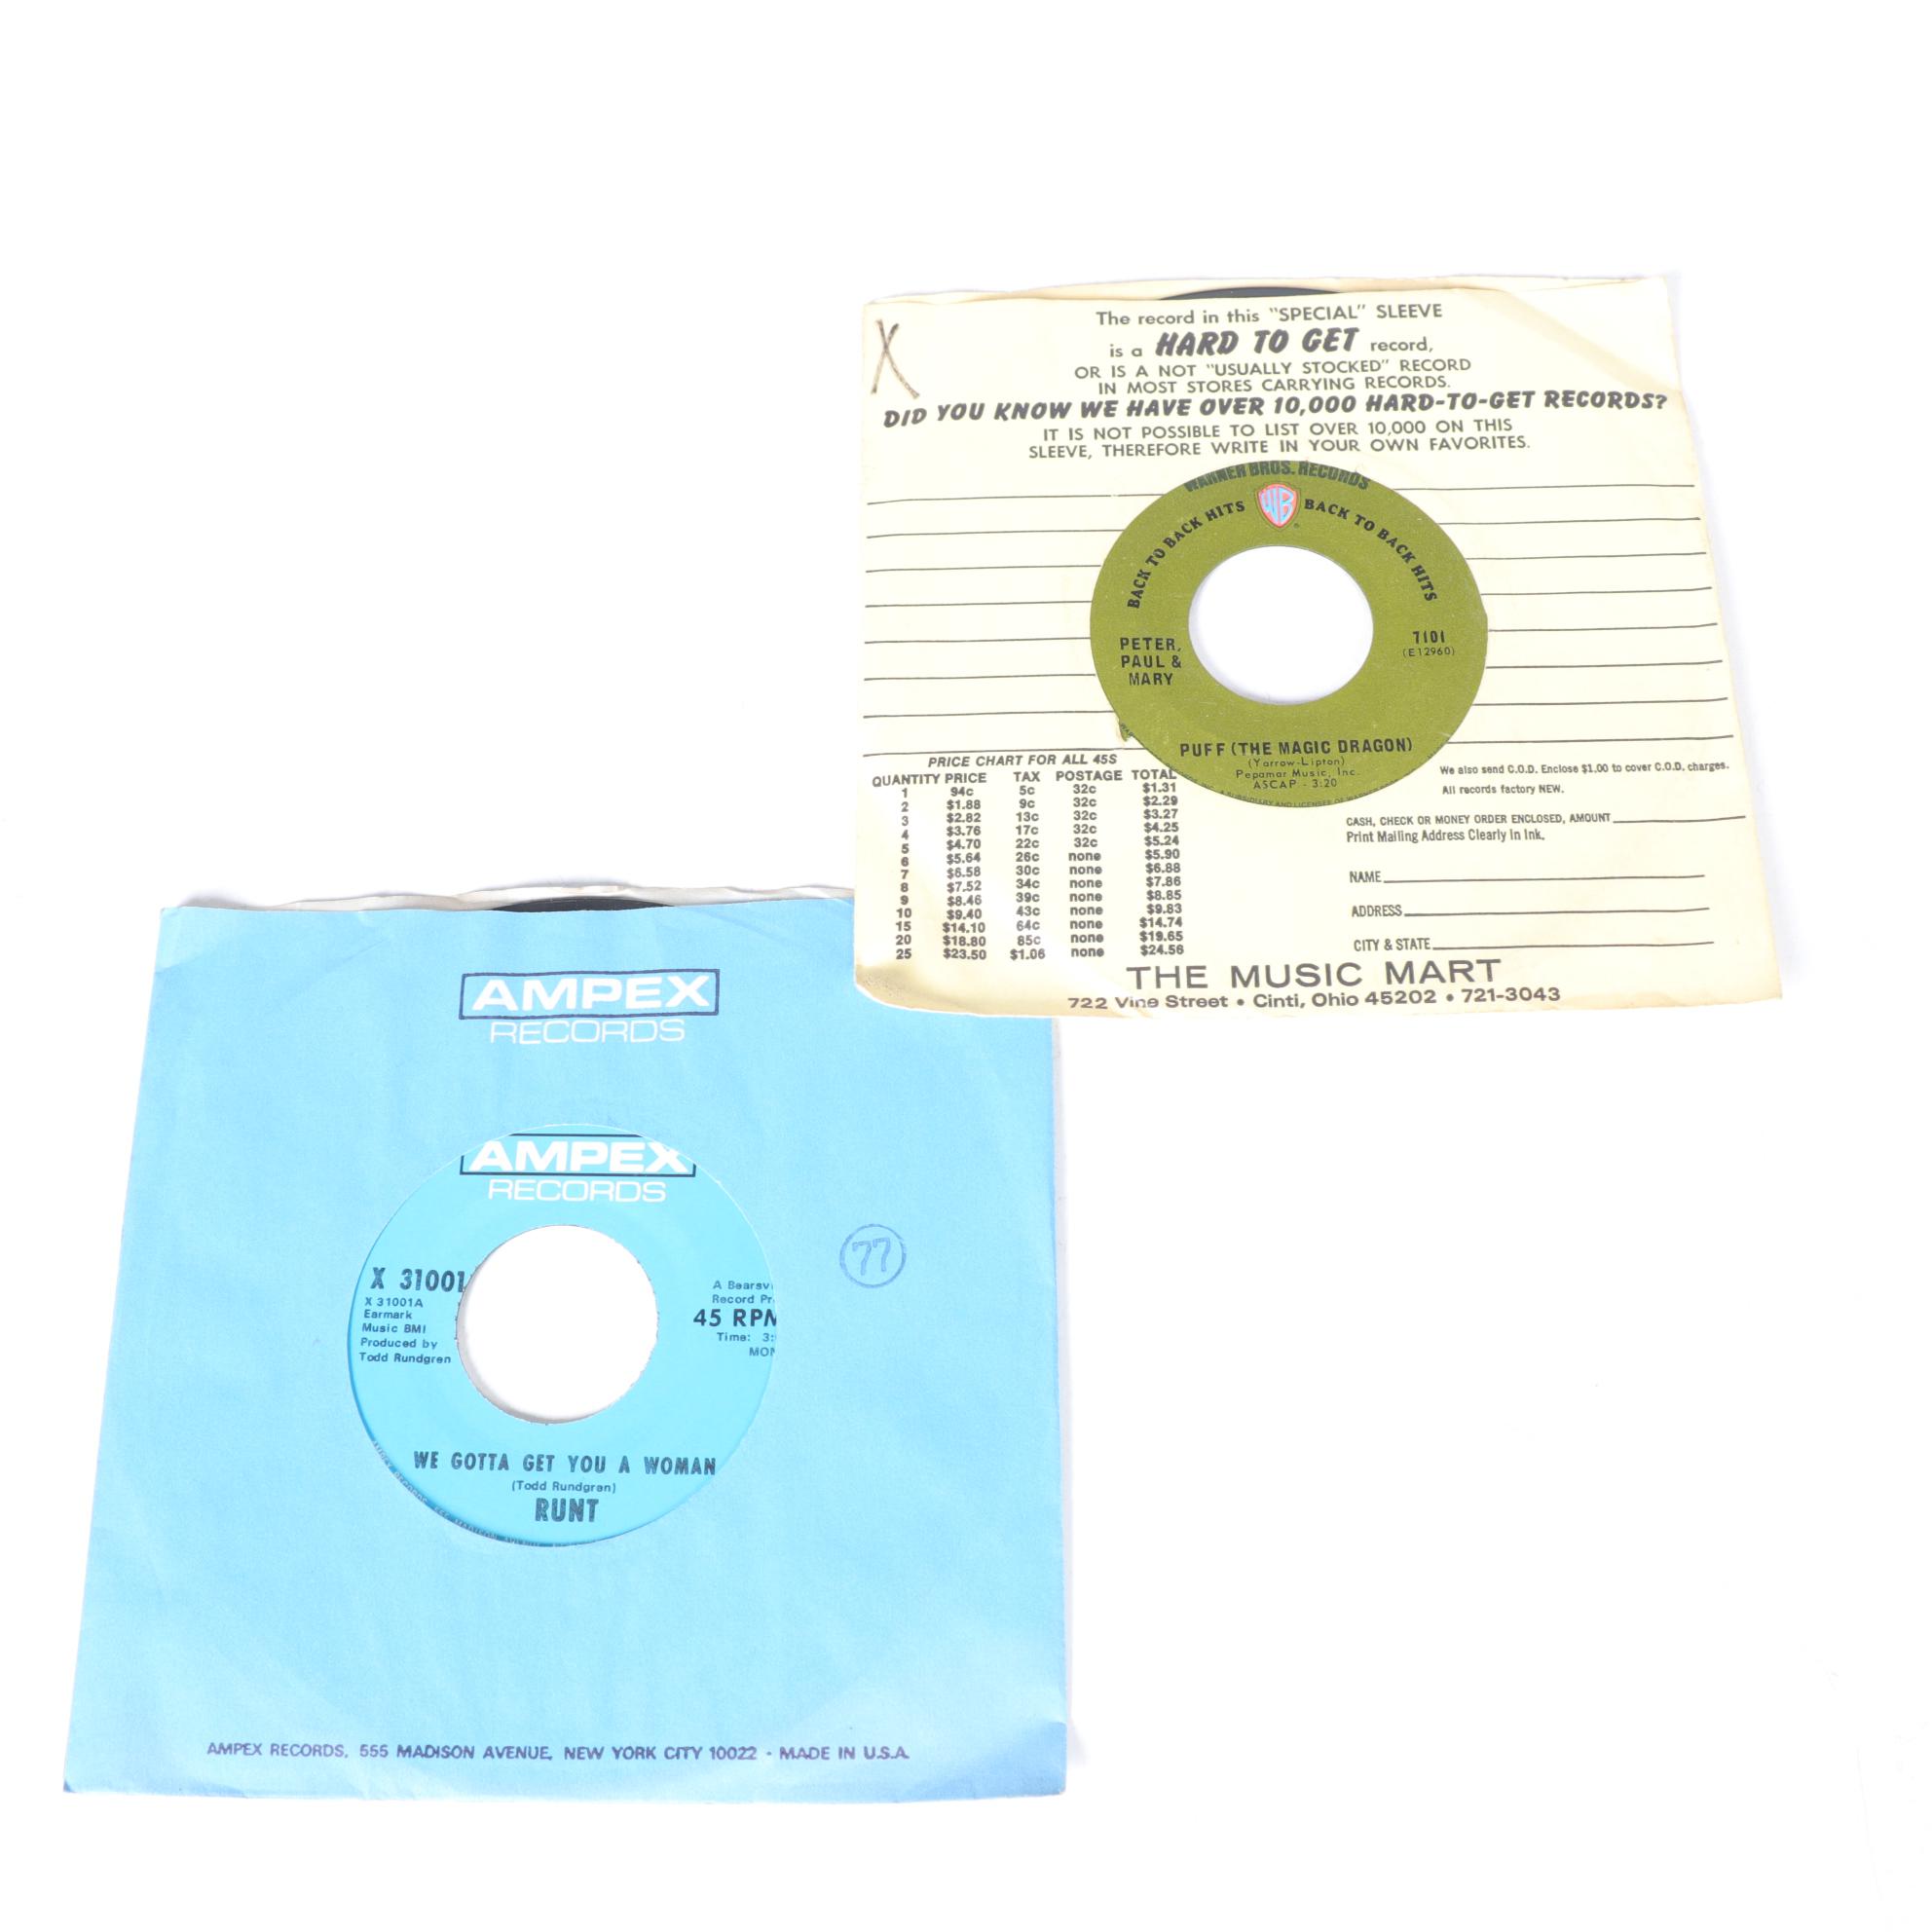 X
The record in this "SPECIAL" SLEEVE
is a HARD TO GET record,
OR IS A NOT "USUALLY STOCKED" RECORD
IN MOST STORES CARRYING RECORDS.
DID YOU KNOW WE HAVE OVER 10,000 HARD-TO-GET RECORDS?
IT IS NOT POSSIBLE TO LIST OVER 10,000 ON THIS
SLEEVE, THEREFORE WRITE IN YOUR OWN FAVORITES.
WARNER BROS. RECORDS
BACK TO BACK HITS WB BACK TO BACK HITS
PETER,
PAUL &
MARY
7101
(E12960)
PUFF (THE MAGIC DRAGON)
(Yarrow-Lipton)
Pepamar Music, Inc.
ASCAP - 3:20
PRICE CHART FOR ALL 45S
QUANTITY PRICE TAX POSTAGE TOTAL
1 94c 5c 32c $1.31
2 $1.88 9c 32c $2.29
3 $2.82 13c 32c $3.27
4 $3.76 17c 32c $4.25
5 $4.70 22c 32c $5.24
6 $5.64 26c none $5.90
7 $6.58 30c none $6.88
8 $7.52 34c none $7.86
9 $8.46 39c none $8.85
10 $9.40 43c none $9.83
15 $14.10 64c none $14.74
20 $18.80 85c none $19.65
25 $23.50 $1.06 none $24.56
We also send C.O.D. Enclose $1.00 to cover C.O.D. charges.
All records factory NEW.
CASH, CHECK OR MONEY ORDER ENCLOSED, AMOUNT
Print Mailing Address Clearly In Ink.
NAME
ADDRESS
CITY & STATE
THE MUSIC MART
722 Vine Street • Cinti, Ohio 45202 • 721-3043
AMPEX
RECORDS
AMPEX
RECORDS
X 31001
X 31001A
Earmark
Music BMI
Produced by
Todd Rundgren
A Bearsv
Record Pr
45 RPM
Time: 3:
MON
77
WE GOTTA GET YOU A WOMAN
(Todd Rundgren)
RUNT
AMPEX RECORDS, 555 MADISON AVENUE, NEW YORK CITY 10022 - MADE IN U.S.A.